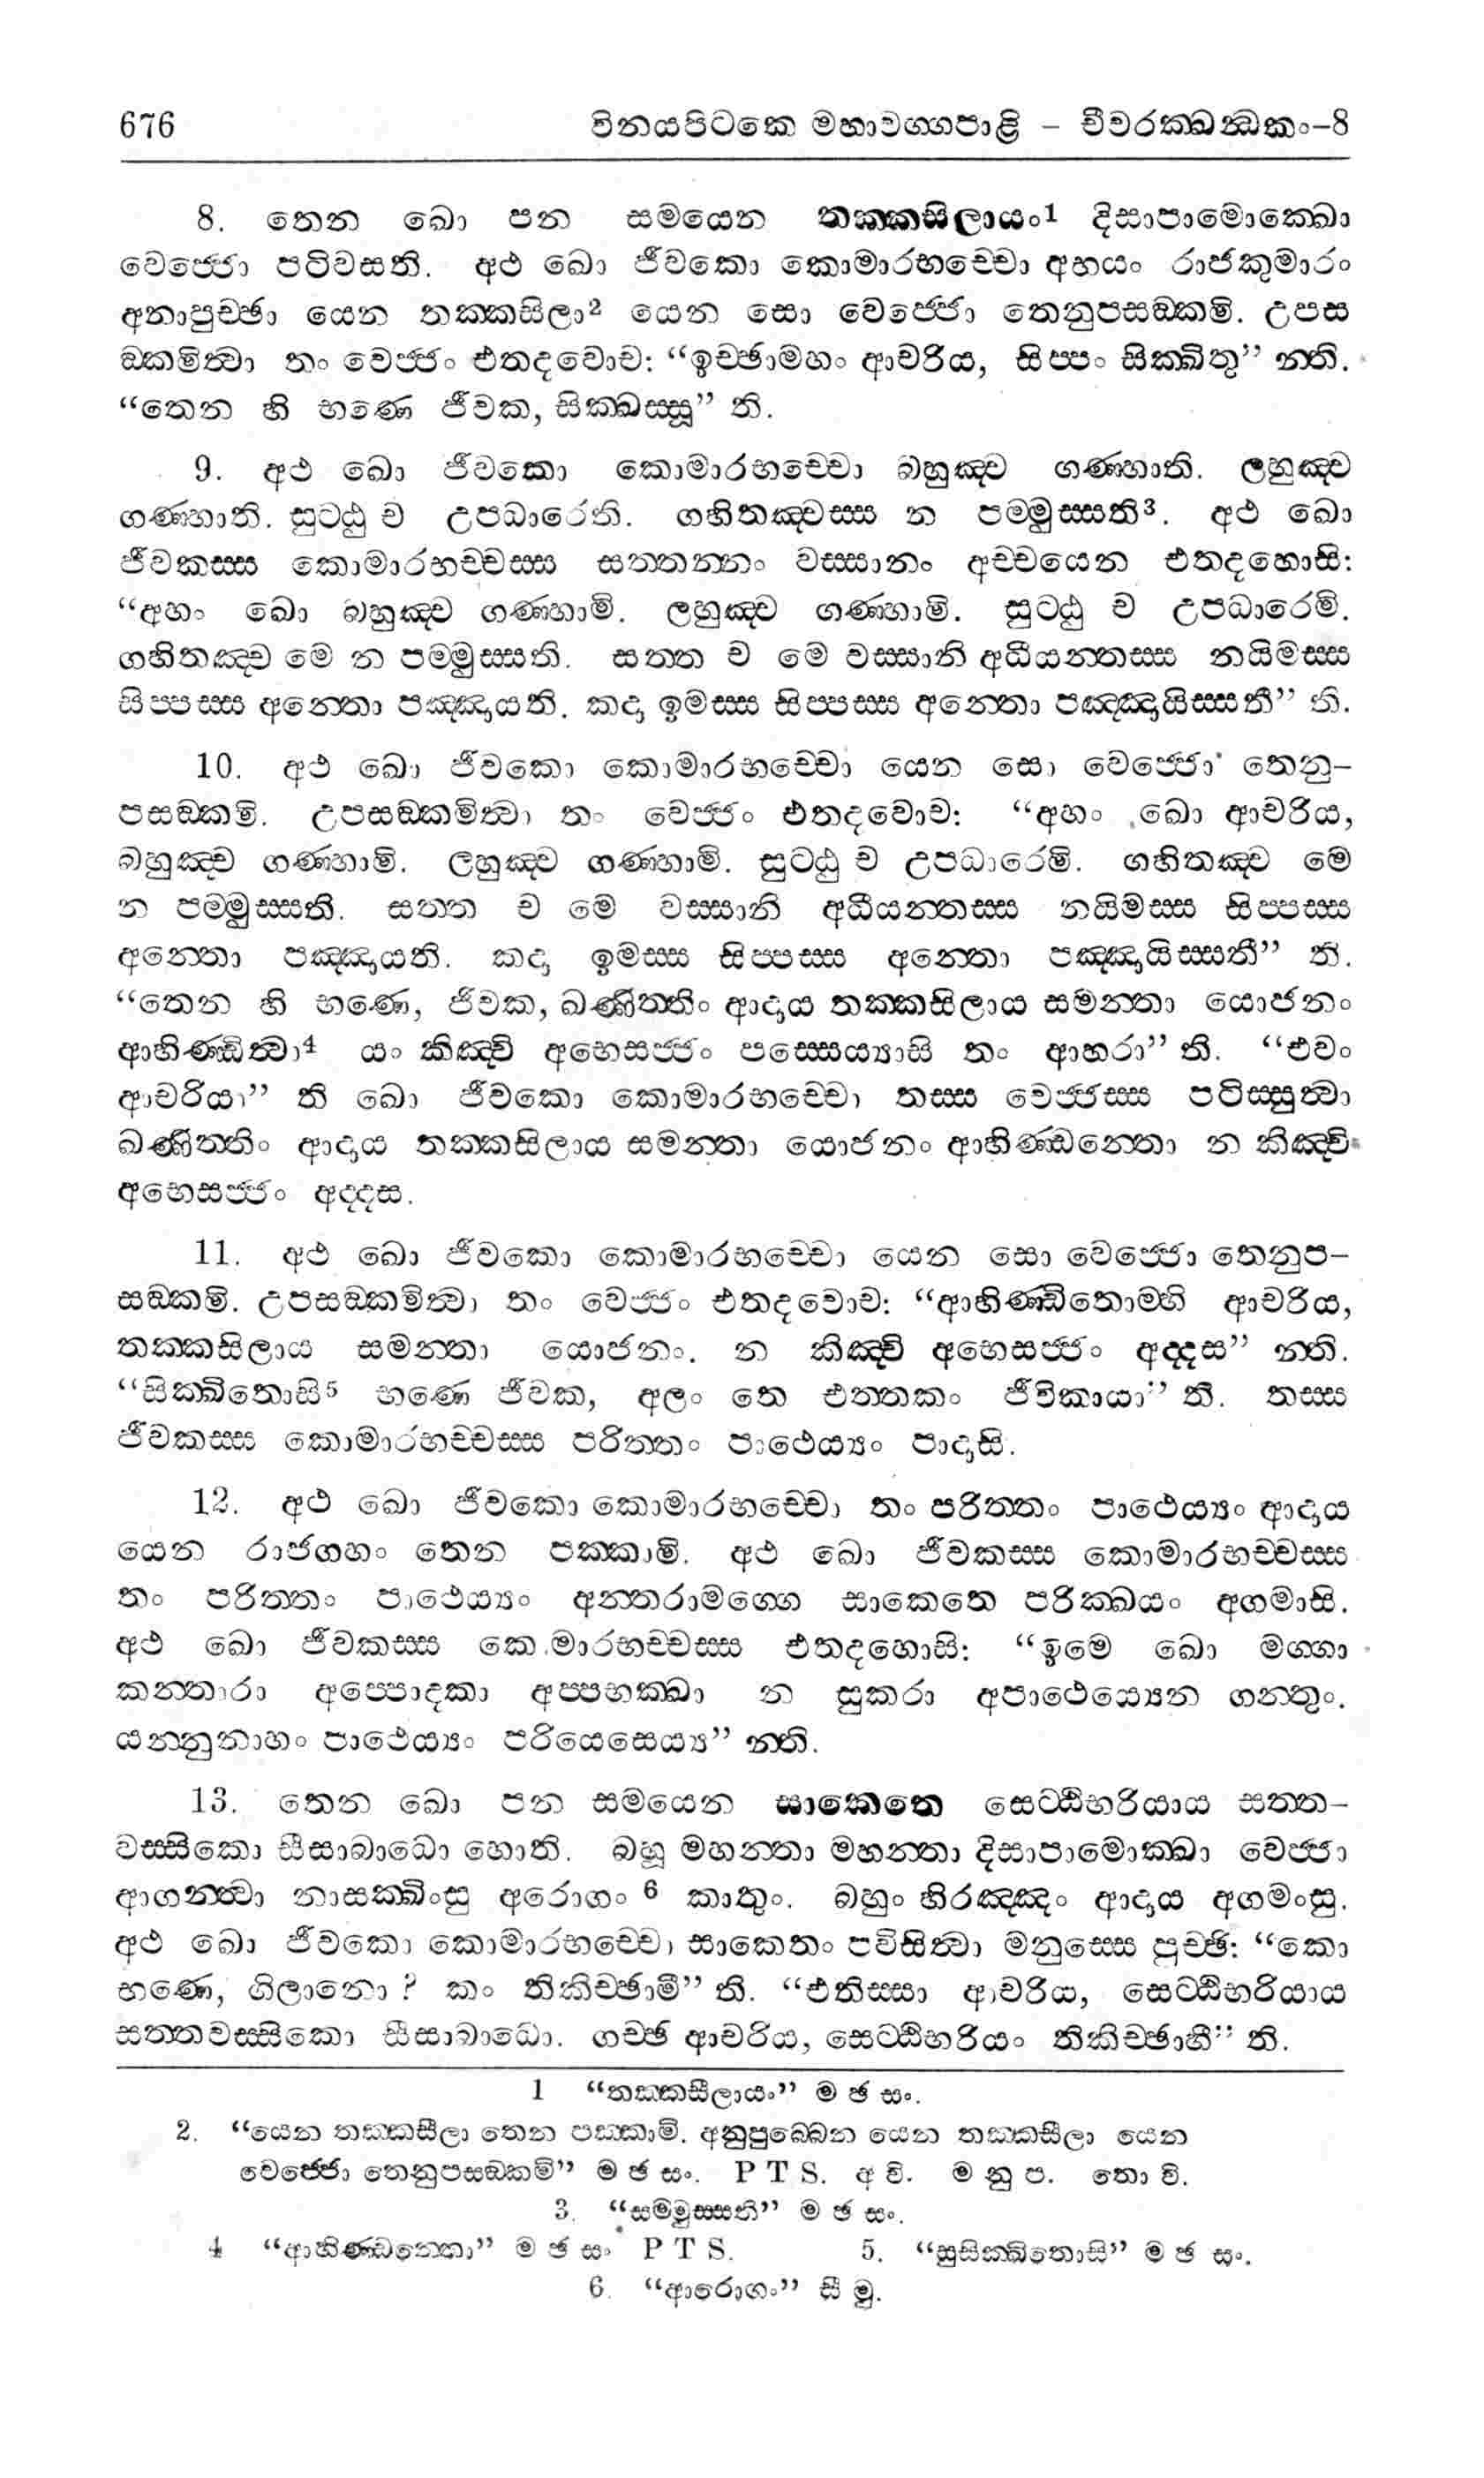 676 විනයපිටකෙ මහාවග්ගපාළි – චීවරක්ඛන්ධකං–8
8. තෙන ඛො පන සමයෙන තක්කසිලායං1 දිසාපාමොක්ඛො
වෙජ්ජො පටිවසති. අථ ඛො ජීවකො කොමාරභච්චො අභයං රාජකුමාරං
අනාපුච්ඡා යෙන තක්කසිලා2 යෙන සො වෙජ්ජො තෙනුපසඞ්කමි. උපස
ඞ්කමිත්වා තං වෙජ්ජං එතදවොච: “ඉච්ඡාමහං ආචරිය, සිප්පං සික්ඛිතු” න්ති.
“තෙන හි භණෙ ජීවක, සික්ඛස්සූ” ති.
9. අථ ඛො ජීවකො කොමාරභච්චො බහුඤ්ච ගණ්හාති. ලහුඤ්ච
ගණ්හාති. සුට්ඨු ච උපධාරෙති. ගහිතඤ්චස්ස න පම්මුස්සති3. අථ ඛො
ජීවකස්ස කොමාරභච්චස්ස සත්තන්නං වස්සානං අච්චයෙන එතදහොසි:
“අහං ඛො බහුඤ්ච ගණ්හාමි. ලහුඤ්ච ගණ්හාමි. සුට්ඨු ච උපධාරෙමි.
ගහිතඤ්ච මෙ න පම්මුස්සති. සත්ත ච මෙ වස්සානි අධීයන්තස්ස නයිමස්ස
සිප්පස්ස අන්තො පඤ්ඤායති. කදා ඉමස්ස සිප්පස්ස අන්තො පඤ්ඤායිස්සතී” ති.
10. අථ ඛො ජීවකො කොමාරභච්චො යෙන සො වෙජ්ජො තෙනු–
පසඞ්කමි. උපසඞ්කමිත්වා තං වෙජ්ජං එතදවොච: “අහං ඛො ආචරිය,
බහුඤ්ච ගණ්හාමි. ලහුඤ්ච ගණ්හාමි. සුට්ඨු ච උපධාරෙමි. ගහිතඤ්ච මෙ
න පම්මුස්සති. සත්ත ච මෙ වස්සානි අධීයන්තස්ස නයිමස්ස සිප්පස්ස
අන්තො පඤ්ඤායති. කදා ඉමස්ස සිප්පස්ස අන්තො පඤ්ඤායිස්සතී” ති.
“තෙන හි භණෙ, ජීවක, ඛණිත්තිං ආදාය තක්කසිලාය සමන්තා යොජනං
ආහිණ්ඩිත්වා4 යං කිඤ්චි අභෙසජ්ජං පස්සෙය්‍යාසි තං ආහරා” ති. “එවං
ආචරියා” ති ඛො ජීවකො කොමාරභච්චො තස්ස වෙජ්ජස්ස පටිස්සුත්වා
ඛණිත්තිං ආදාය තක්කසිලාය සමන්තා යොජනං ආහිණ්ඩන්තො න කිඤ්චි
අභෙසජ්ජං අද්දස.
11. අථ ඛො ජීවකො කොමාරභච්චො යෙන සො වෙජ්ජො තෙනුප–
සඞ්කමි. උපසඞ්කමිත්වා තං වෙජ්ජං එතදවොච: “ආහිණ්ඩිතොම්හි ආචරිය,
තක්කසිලාය සමන්තා යොජනං. න කිඤ්චි අභෙසජ්ජං අද්දස” න්ති.
“සික්ඛිතොසි5 භණෙ ජීවක, අලං තෙ එත්තකං ජීවිකායා” ති. තස්ස
ජීවකස්ස කොමාරභච්චස්ස පරිත්තං පාථෙය්‍යං පාදාසි.
12. අථ ඛො ජීවකො කොමාරභච්චො තං පරිත්තං පාථෙය්‍යං ආදාය
යෙන රාජගහං තෙන පක්කාමි. අථ ඛො ජීවකස්ස කොමාරභච්චස්ස
තං පරිත්තං පාථෙය්‍යං අන්තරාමග්ගෙ සාකෙතෙ පරික්ඛයං අගමාසි.
අථ ඛො ජීවකස්ස කොමාරභච්චස්ස එතදහොසි: “ඉමෙ ඛො මග්ගා
කන්තාරා අප්පොදකා අප්පභක්ඛා න සුකරා අපාථෙය්‍යෙන ගන්තුං.
යන්නූනාහං පාථෙය්‍යං පරියෙසෙය්‍ය” න්ති.
13. තෙන ඛො පන සමයෙන සාකෙතෙ සෙට්ඨිභරියාය සත්ත–
වස්සිකො සීසාබාධො හොති. බහූ මහන්තා මහන්තා දිසාපාමොක්ඛා වෙජ්ජා
ආගන්ත්වා නාසක්ඛිංසු අරොගං 6 කාතුං. බහුං හිරඤ්ඤං ආදාය අගමංසු.
අථ ඛො ජීවකො කොමාරභච්චො සාකෙතං පවිසිත්වා මනුස්සෙ පුච්ඡි: “කො
භණෙ, ගිලානො ? කං තිකිච්ඡාමී” ති. “එතිස්සා ආචරිය, සෙට්ඨිභරියාය
සත්තවස්සිකො සීසාබාධො. ගච්ඡ ආචරිය, සෙට්ඨිභරියං තිකිච්ඡාහී” ති.
1 “තක්කසීලායං” ම ඡ සං.
2. “යෙන තක්කසීලා තෙන පක්කාමි. අනුපුබ්බෙන යෙන තක්කසීලා යෙන
වෙජ්ජො තෙනුපසඞ්කමි” ම ඡ සං. P T S. අ වි. ම නු ප. තො වි.
3. “සම්මුස්සති” ම ඡ සං.
4 “ආහිණ්ඩන්තො” ම ඡ සං P T S. 5. “සුසික්ඛිතොසි” ම ඡ සං.
6. “ආරොගං” සී මු.